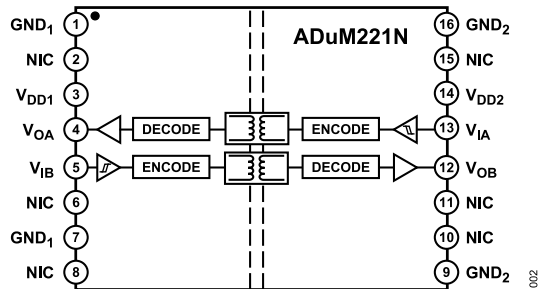 ADuM221N
GND1 1
16 GND2
NIC 2
15 NIC
VDD1 3
14 VDD2
VOA 4 DECODE ENCODE 13 VIA
VIB 5 ENCODE DECODE 12 VOB
NIC 6
11 NIC
GND1 7
10 NIC
NIC 8
9 GND2
002